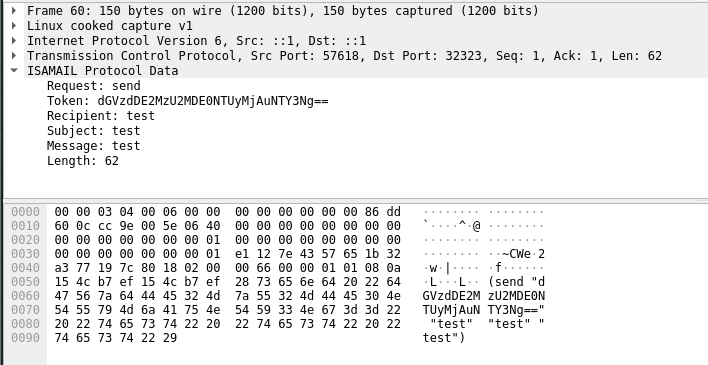 Frame 60: 150 bytes on wire (1200 bits), 150 bytes captured (1200 bits)
Linux cooked capture v1
Internet Protocol Version 6, Src: ::1, Dst: ::1
Transmission Control Protocol, Src Port: 57618, Dst Port: 32323, Seq: 1, Ack: 1, Len: 62
ISAMAIL Protocol Data
Request: send
Token: dGVzdDE2MzU2MDE0NTUyMjAuNTY3Ng==
Recipient: test
Subject: test
Message: test
Length: 62
0000 00 00 03 04 00 06 00 00 00 00 00 00 00 00 86 dd ········ ········
0010 60 0c cc 9e 00 5e 06 40 00 00 00 00 00 00 00 00 `····^·@ ········
0020 00 00 00 00 00 00 00 01 00 00 00 00 00 00 00 00 ········ ········
0030 00 00 00 00 00 00 00 01 e1 12 7e 43 57 65 1b 32 ········ ··~CWe·2
0040 a3 77 19 7c 80 18 02 00 00 66 00 00 01 01 08 0a ·w·|···· ·f······
0050 15 4c b7 ef 15 4c b7 ef 28 73 65 6e 64 20 22 64 ·L···L·· (send "d
0060 47 56 7a 64 44 45 32 4d 7a 55 32 4d 44 45 30 4e GVzdDE2M zU2MDE0N
0070 54 55 79 4d 6a 41 75 4e 54 59 33 4e 67 3d 3d 22 TUyMjAuN TY3Ng=="
0080 20 22 74 65 73 74 22 20 22 74 65 73 74 22 20 22 "test" "test" "
0090 74 65 73 74 22 29 test")